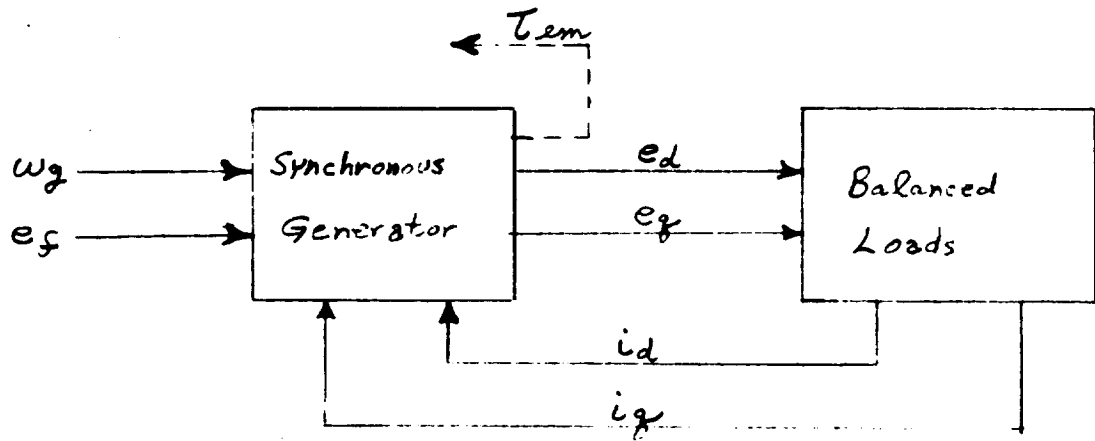 τem
ωg
ef
Synchronous
Generator
ed
eq
Balanced
Loads
id
iq